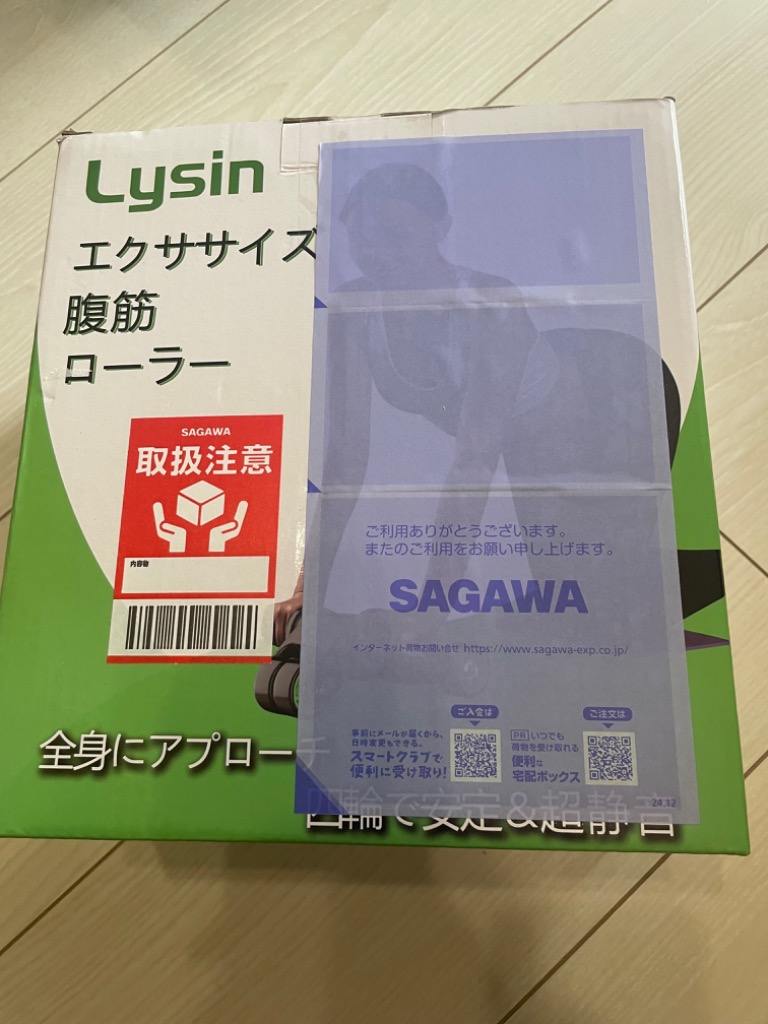 Lysin
エクササイズ
腹筋
ローラー
SAGAWA
取扱注意
内容物
ご利用ありがとうございます。
またのご利用をお願い申し上げます。
SAGAWA
インターネット荷物お問い合せ https://www.sagawa-exp.co.jp/
ご入会は
事前にメールが届くから、
日時変更もできる。
スマートクラブで
便利に受け取り!
ご注文は
PR いつでも
荷物を受け取れる
便利な
宅配ボックス
24.12
全身にアプローチ
四輪で安定&超静音